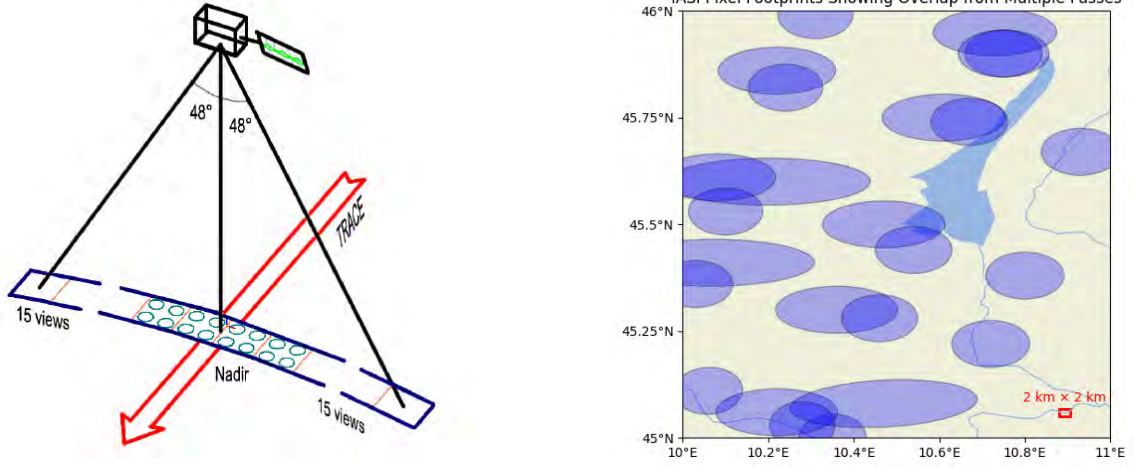 48°
48°
TRACE
15 views
Nadir
15 views
IASI Pixel Footprints Showing Overlap from Multiple Passes
46°N
45.75°N
45.5°N
45.25°N
45°N
2 km × 2 km
10°E
10.2°E
10.4°E
10.6°E
10.8°E
11°E